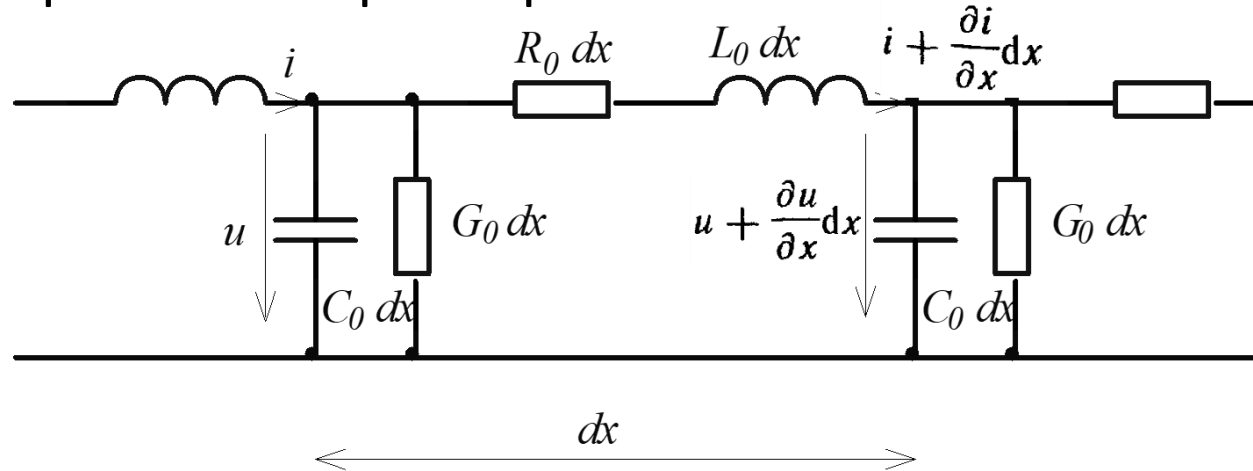 i
R₀ dx
L₀ dx
i + ∂i/∂x dx
u
G₀ dx
u + ∂u/∂x dx
G₀ dx
C₀ dx
C₀ dx
dx